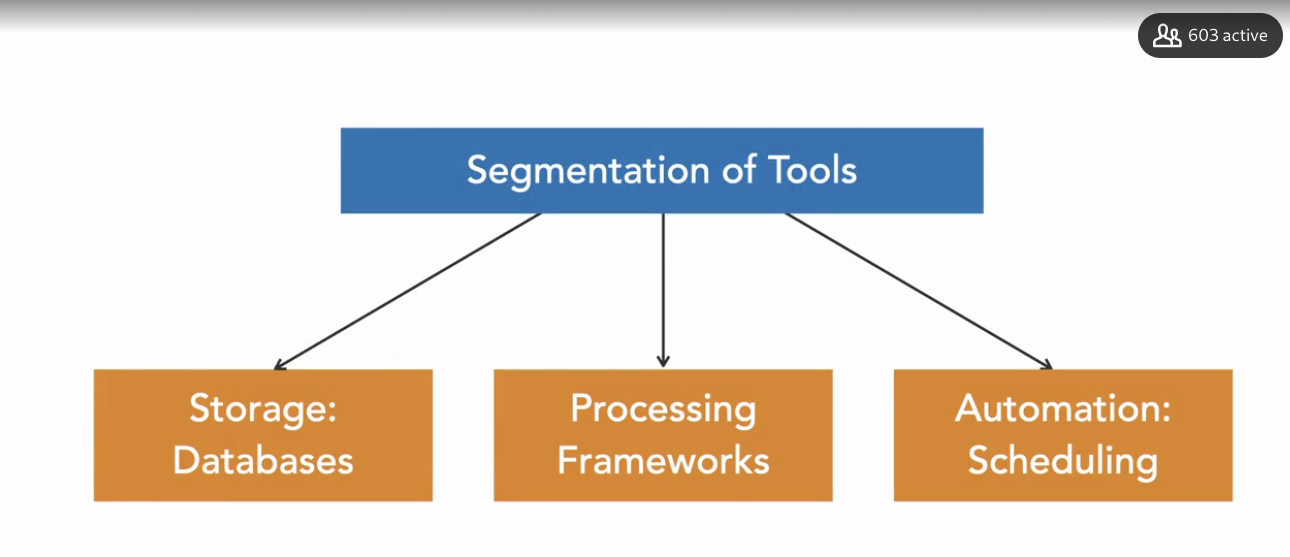 603 active
Segmentation of Tools
Storage:
Databases
Processing
Frameworks
Automation:
Scheduling